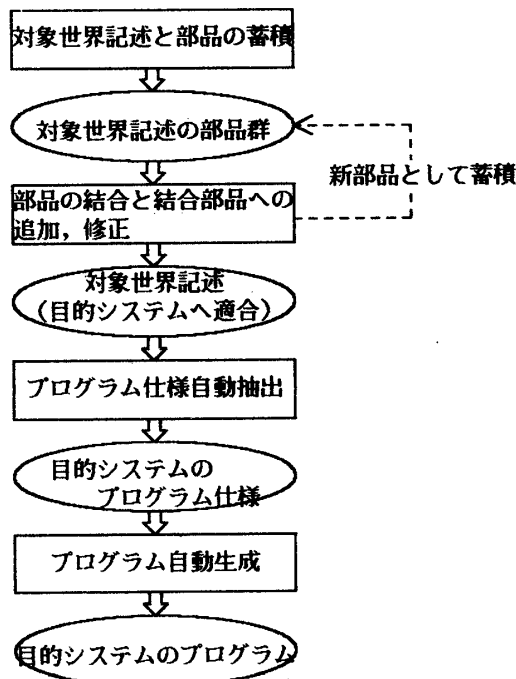 対象世界記述と部品の蓄積
対象世界記述の部品群
新部品として蓄積
部品の結合と結合部品への
追加，修正
対象世界記述
（目的システムへ適合）
プログラム仕様自動抽出
目的システムの
プログラム仕様
プログラム自動生成
目的システムのプログラム